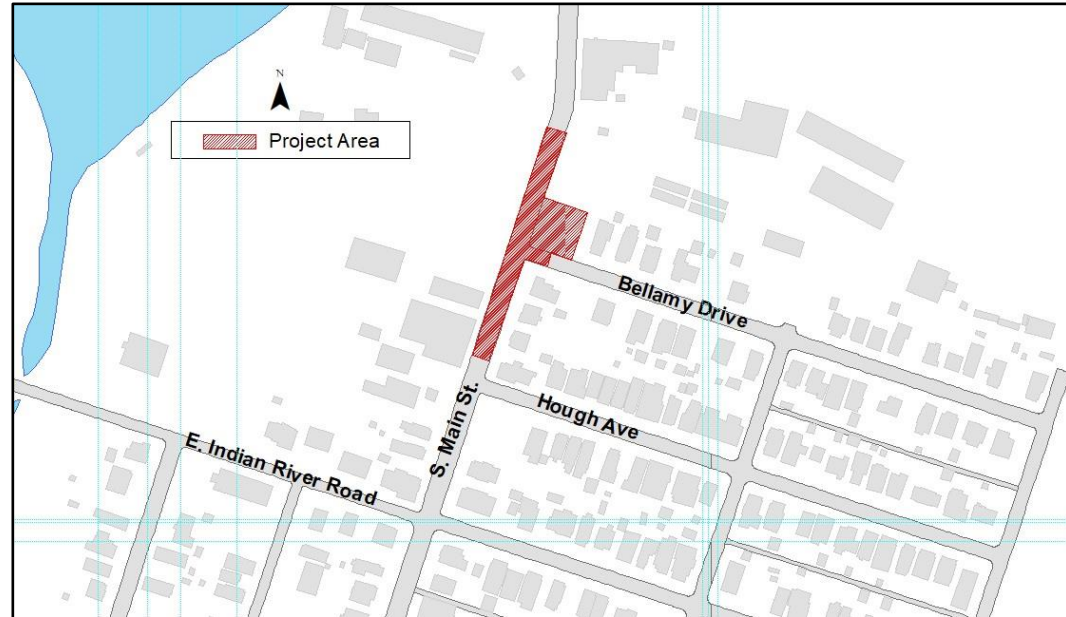 N
Project Area
Bellamy Drive
Hough Ave
S. Main St.
E. Indian River Road